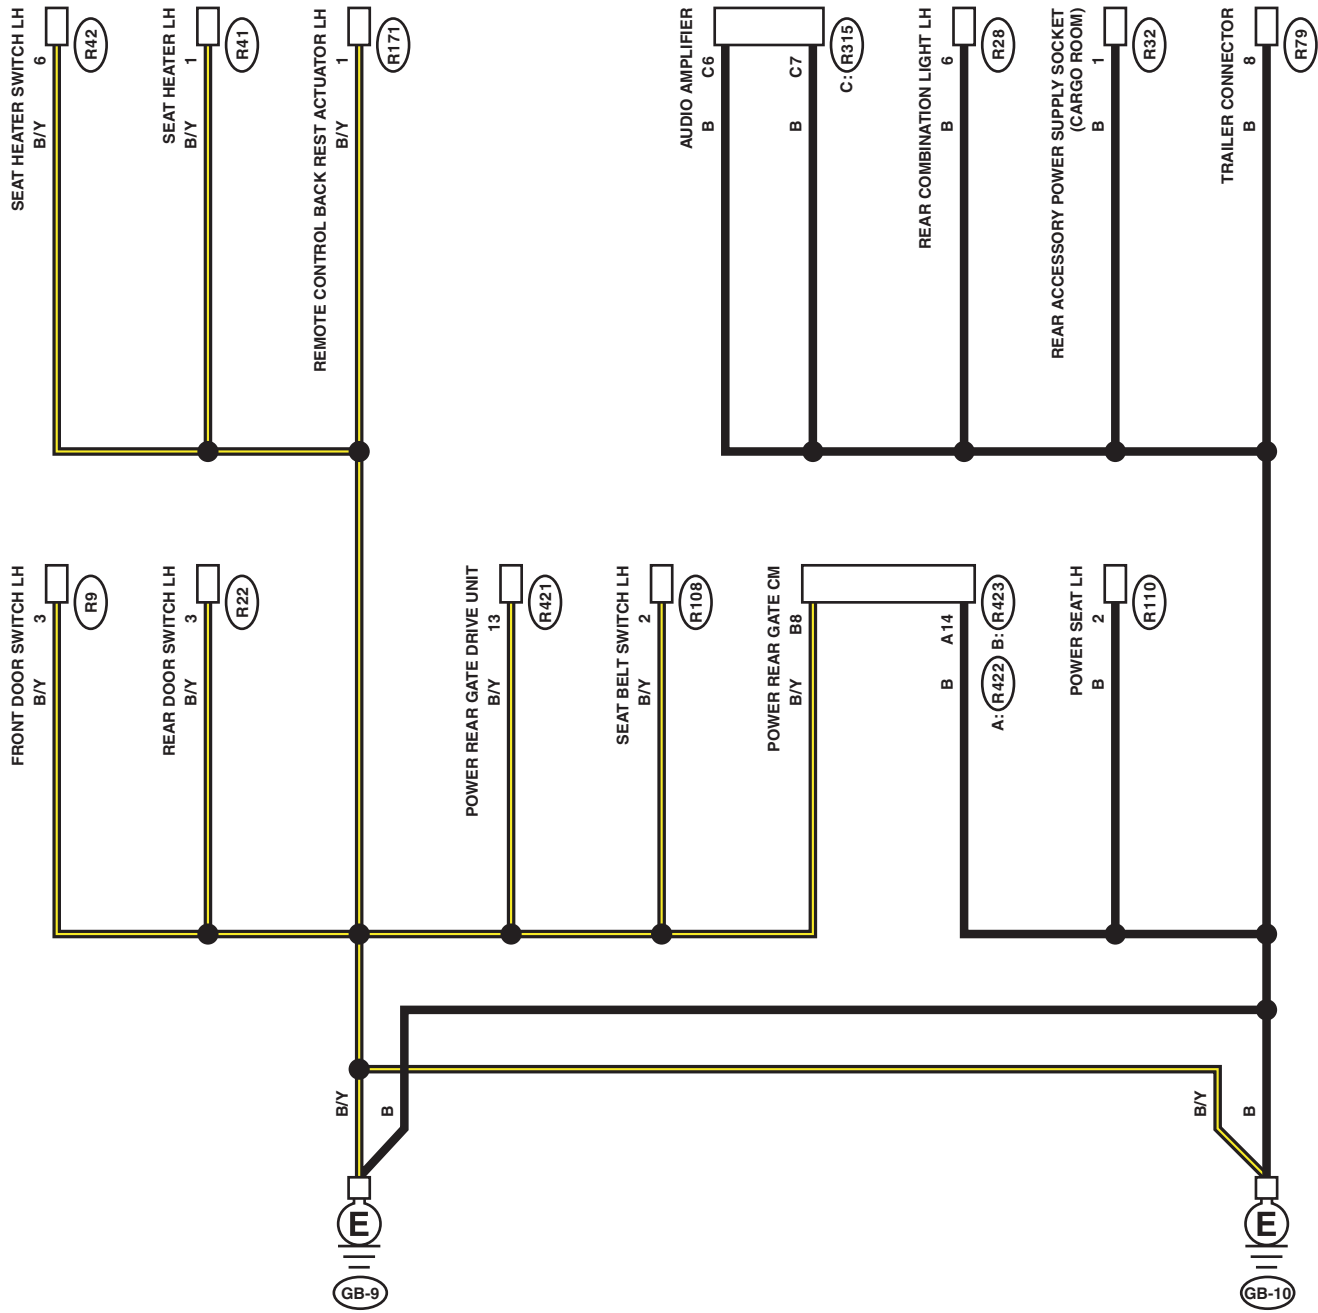 SEAT HEATER SWITCH LH
6
B/Y
R42
SEAT HEATER LH
1
B/Y
R41
REMOTE CONTROL BACK REST ACTUATOR LH
1
B/Y
R171
AUDIO AMPLIFIER
C6
B
C7
B
C: R315
REAR COMBINATION LIGHT LH
6
B
R28
REAR ACCESSORY POWER SUPPLY SOCKET
(CARGO ROOM)
1
B
R32
TRAILER CONNECTOR
8
B
R79
FRONT DOOR SWITCH LH
3
B/Y
R9
REAR DOOR SWITCH LH
3
B/Y
R22
POWER REAR GATE DRIVE UNIT
13
B/Y
R421
SEAT BELT SWITCH LH
2
B/Y
R108
POWER REAR GATE CM
B8
B/Y
A14
B
A: R422 B: R423
POWER SEAT LH
2
B
R110
B/Y
B
B/Y
B
E
E
GB-9
GB-10